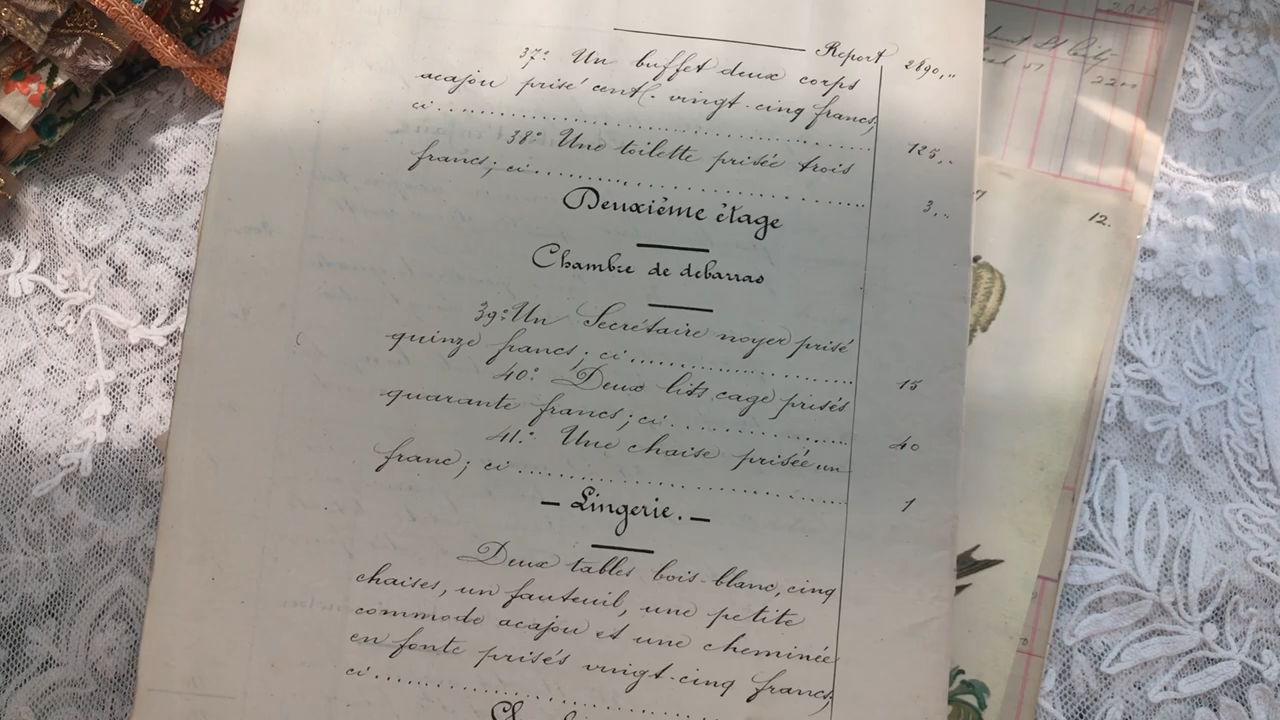 Report 2890,"
37° Un buffet deux corps
acajou prisé cent vingt-cinq francs,
ci........................ 125,"
38° Une toilette prisée trois
francs; ci........................ 3,"
Deuxième étage
Chambre de debarras
39° Un Secrétaire noyer prisé
quinze francs; ci........................ 15
40° Deux lits cage prisés
quarante francs; ci........................ 40
41° Une chaise prisée un
franc; ci........................ 1
- Lingerie. -
Deux tables bois-blanc, cinq
chaises, un fauteuil, une petite
commode acajou et une cheminée
en fonte prisés vingt-cinq francs,
ci........................
2200
12.